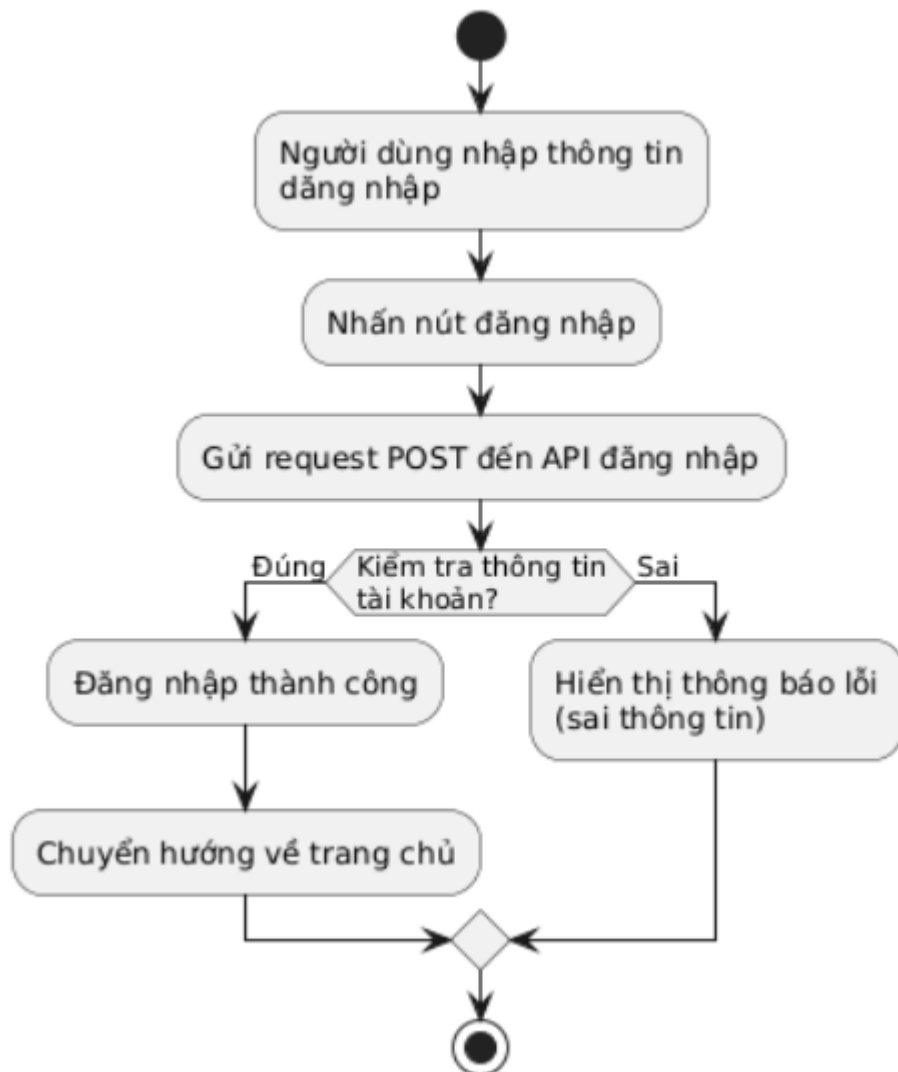 Người dùng nhập thông tin
dăng nhập
Nhấn nút đăng nhập
Gửi request POST đến API đăng nhập
Đúng
Kiểm tra thông tin
tài khoản?
Sai
Đăng nhập thành công
Hiển thị thông báo lỗi
(sai thông tin)
Chuyển hướng về trang chủ